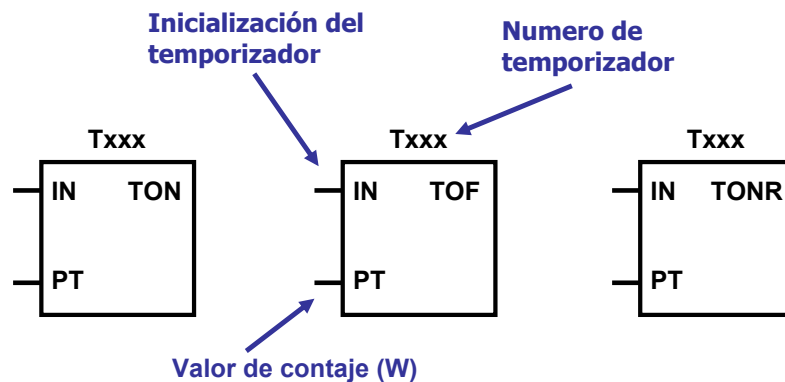 Inicialización del
temporizador
Numero de
temporizador
Txxx
Txxx
Txxx
IN TON
IN TOF
IN TONR
PT
PT
PT
Valor de contaje (W)